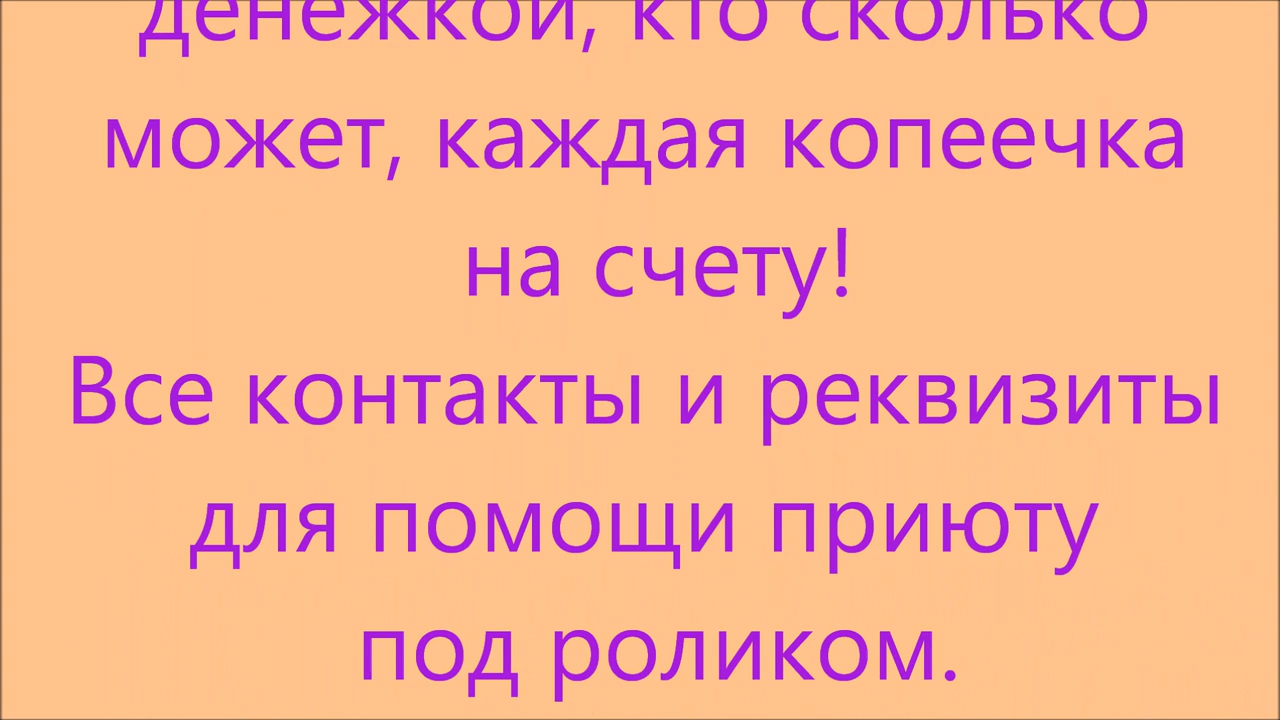 денежкой, кто сколько
может, каждая копеечка
на счету!
Все контакты и реквизиты
для помощи приюту
под роликом.